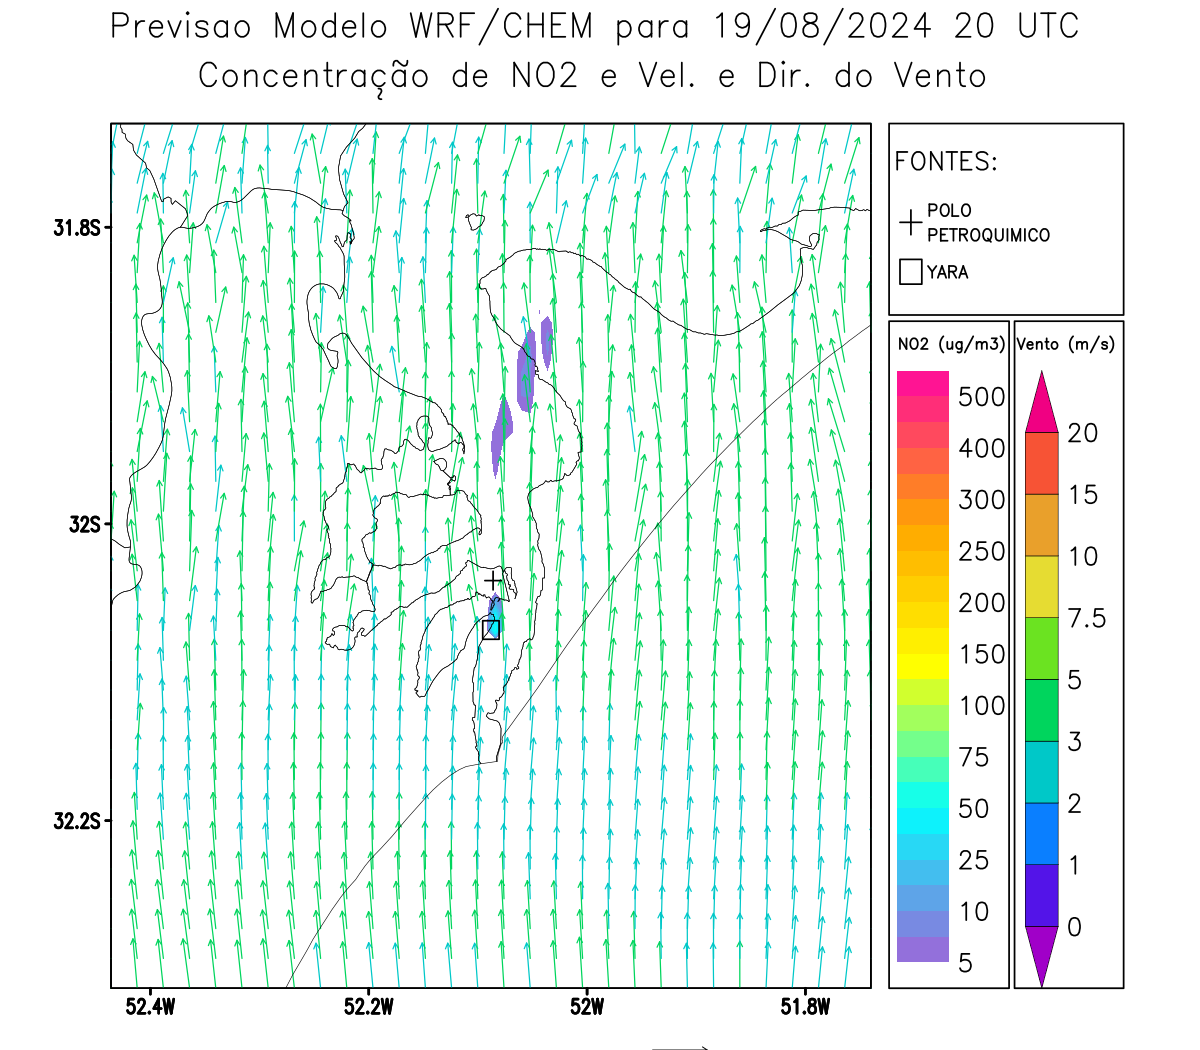 Previsao Modelo WRF/CHEM para 19/08/2024 20 UTC
Concentração de NO2 e Vel. e Dir. do Vento
FONTES:
POLO
PETROQUIMICO
YARA
31.8S
32S
32.2S
52.4W
52.2W
52W
51.8W
NO2 (ug/m3)
500
400
300
250
200
150
100
75
50
25
10
5
Vento (m/s)
20
15
10
7.5
5
3
2
1
0